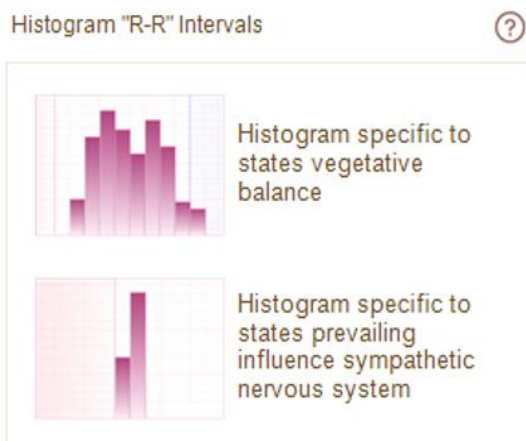 Histogram "R-R" Intervals
?
Histogram specific to
states vegetative
balance
Histogram specific to
states prevailing
influence sympathetic
nervous system